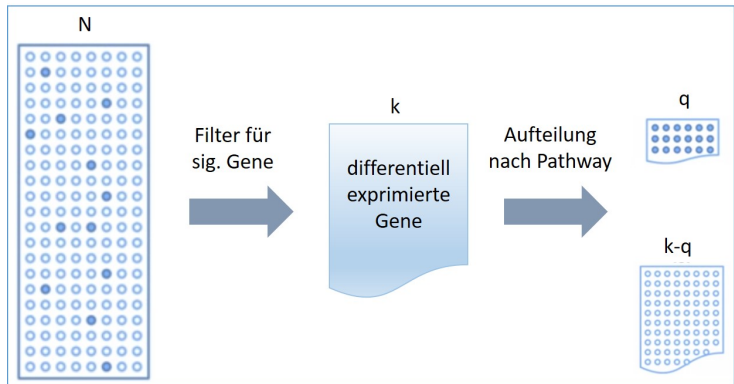 N
Filter für
sig. Gene
k
differentiell
exprimierte
Gene
Aufteilung
nach Pathway
q
k-q